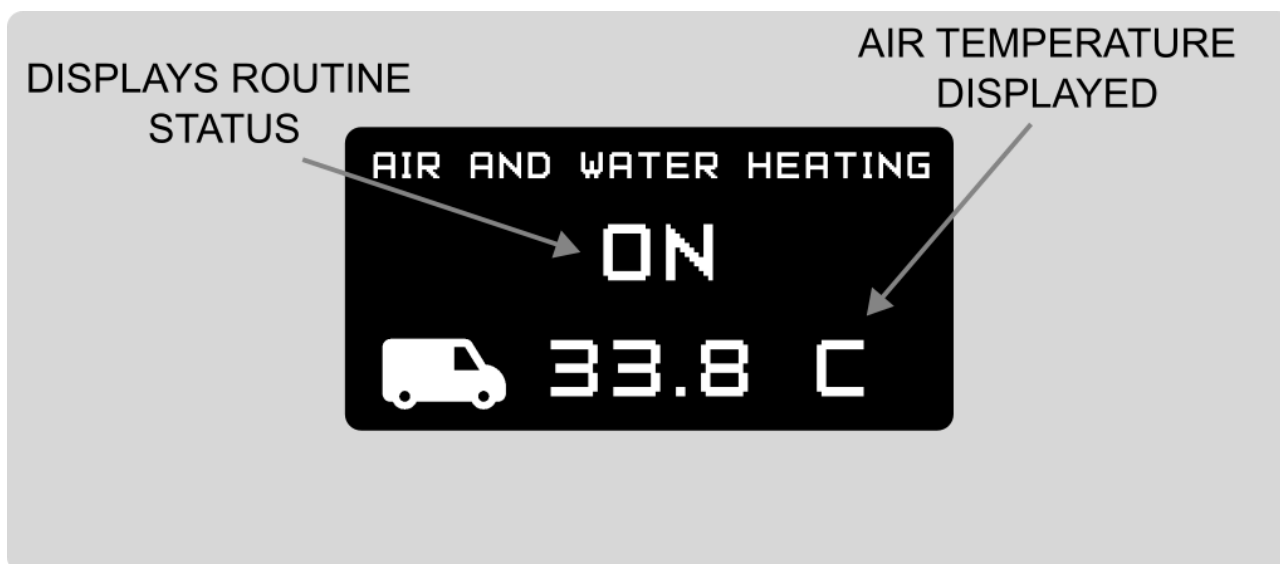 DISPLAYS ROUTINE
STATUS
AIR TEMPERATURE
DISPLAYED
AIR AND WATER HEATING
ON
33.8 C